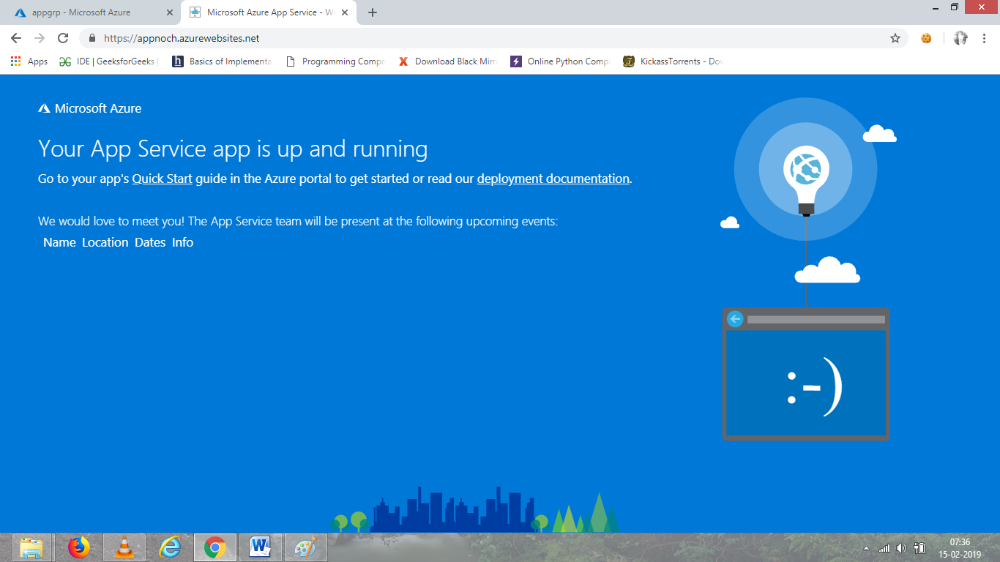 appgrp - Microsoft Azure
Microsoft Azure App Service - W
https://appnoch.azurewebsites.net
Apps
IDE | GeeksforGeeks |
Basics of Implementa
Programming Compe
Download Black Mirr
Online Python Compi
KickassTorrents - Dov
Microsoft Azure
Your App Service app is up and running
Go to your app's Quick Start guide in the Azure portal to get started or read our deployment documentation.
We would love to meet you! The App Service team will be present at the following upcoming events:
Name Location Dates Info
:-)
07:36
15-02-2019